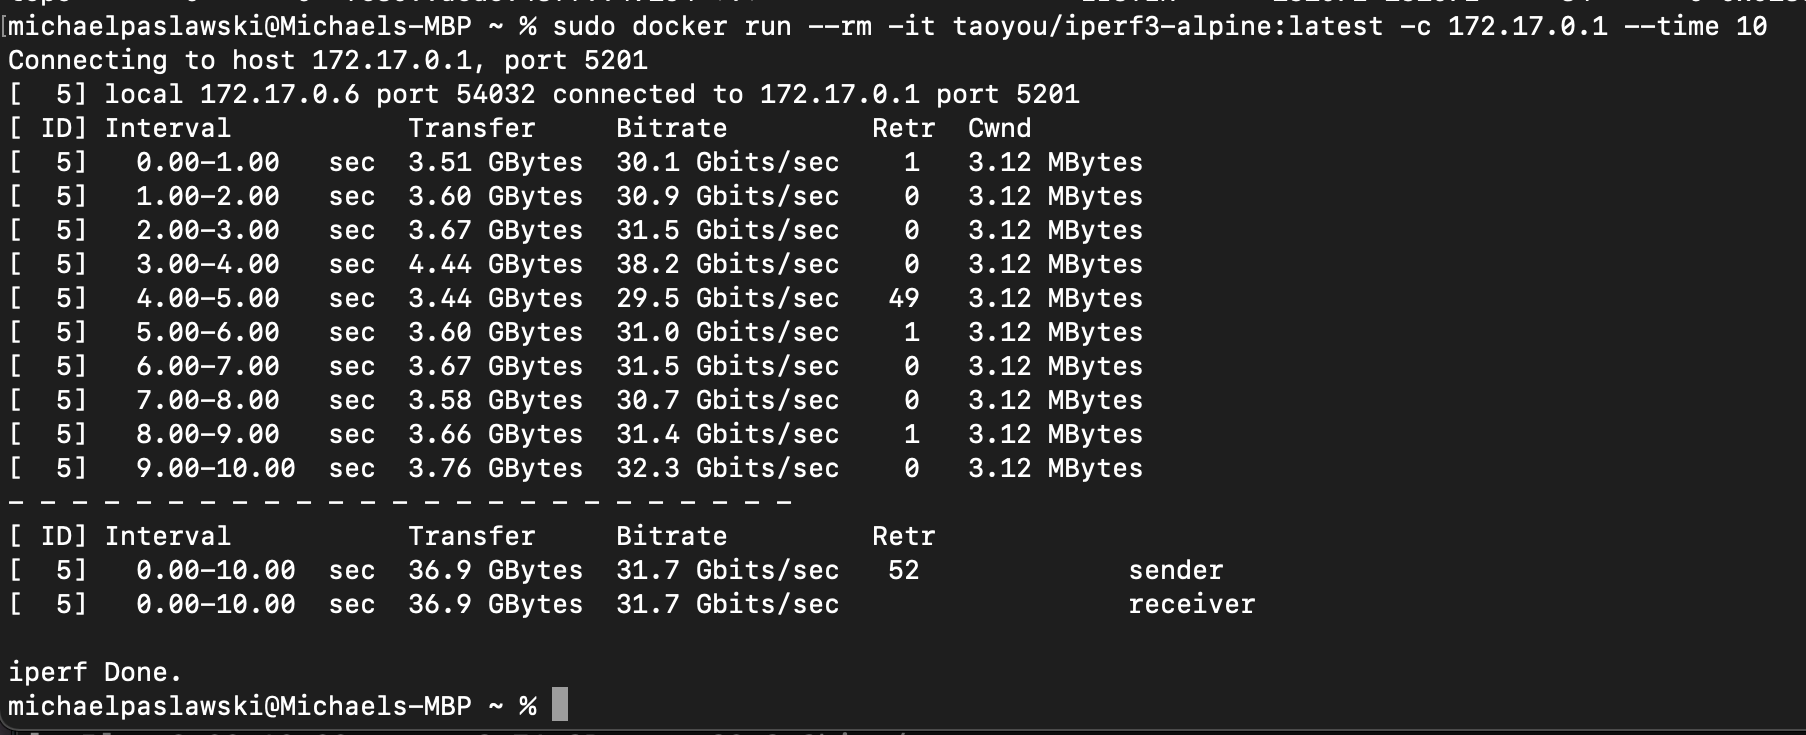 michaelpaslawski@Michaels-MBP ~ % sudo docker run --rm -it taoyou/iperf3-alpine:latest -c 172.17.0.1 --time 10
Connecting to host 172.17.0.1, port 5201
[  5] local 172.17.0.6 port 54032 connected to 172.17.0.1 port 5201
[ ID] Interval           Transfer     Bitrate         Retr  Cwnd
[  5]   0.00-1.00   sec  3.51 GBytes  30.1 Gbits/sec    1   3.12 MBytes
[  5]   1.00-2.00   sec  3.60 GBytes  30.9 Gbits/sec    0   3.12 MBytes
[  5]   2.00-3.00   sec  3.67 GBytes  31.5 Gbits/sec    0   3.12 MBytes
[  5]   3.00-4.00   sec  4.44 GBytes  38.2 Gbits/sec    0   3.12 MBytes
[  5]   4.00-5.00   sec  3.44 GBytes  29.5 Gbits/sec   49   3.12 MBytes
[  5]   5.00-6.00   sec  3.60 GBytes  31.0 Gbits/sec    1   3.12 MBytes
[  5]   6.00-7.00   sec  3.67 GBytes  31.5 Gbits/sec    0   3.12 MBytes
[  5]   7.00-8.00   sec  3.58 GBytes  30.7 Gbits/sec    0   3.12 MBytes
[  5]   8.00-9.00   sec  3.66 GBytes  31.4 Gbits/sec    1   3.12 MBytes
[  5]   9.00-10.00  sec  3.76 GBytes  32.3 Gbits/sec    0   3.12 MBytes
- - - - - - - - - - - - - - - - - - - - - - - - -
[ ID] Interval           Transfer     Bitrate         Retr
[  5]   0.00-10.00  sec  36.9 GBytes  31.7 Gbits/sec   52             sender
[  5]   0.00-10.00  sec  36.9 GBytes  31.7 Gbits/sec                  receiver
iperf Done.
michaelpaslawski@Michaels-MBP ~ %